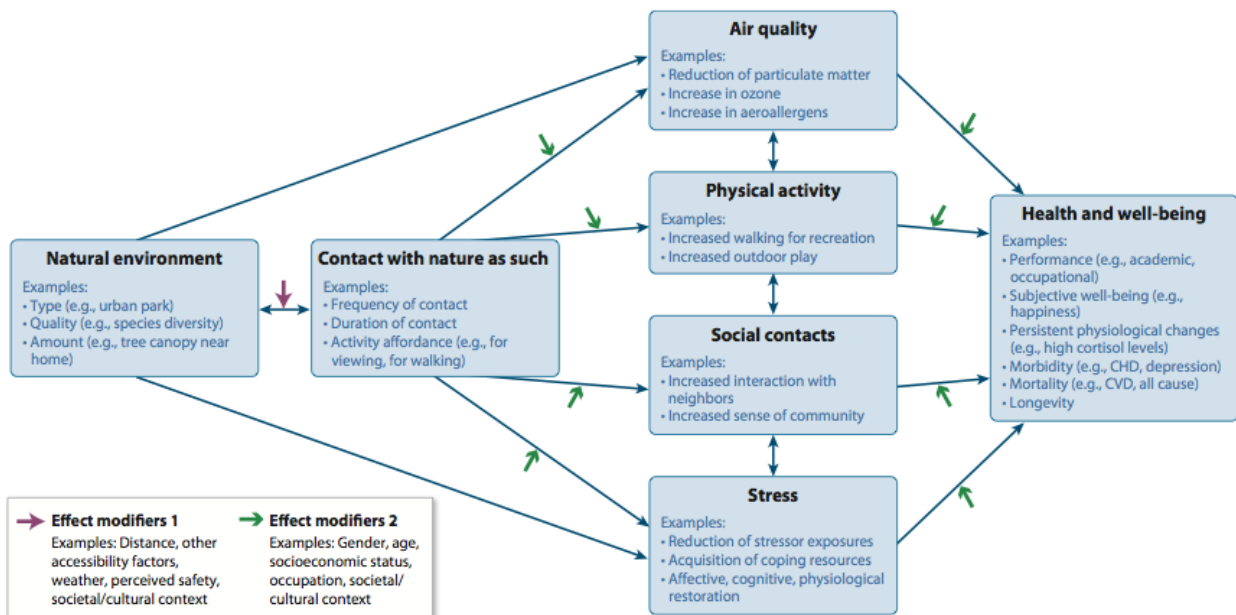 Air quality
Examples:
• Reduction of particulate matter
• Increase in ozone
• Increase in aeroallergens
Physical activity
Examples:
• Increased walking for recreation
• Increased outdoor play
Natural environment
Examples:
• Type (e.g., urban park)
• Quality (e.g., species diversity)
• Amount (e.g., tree canopy near
home)
Contact with nature as such
Examples:
• Frequency of contact
• Duration of contact
• Activity affordance (e.g., for
viewing, for walking)
Social contacts
Examples:
• Increased interaction with
neighbors
• Increased sense of community
Health and well-being
Examples:
• Performance (e.g., academic,
occupational)
• Subjective well-being (e.g.,
happiness)
• Persistent physiological changes
(e.g., high cortisol levels)
• Morbidity (e.g., CHD, depression)
• Mortality (e.g., CVD, all cause)
• Longevity
Stress
Examples:
• Reduction of stressor exposures
• Acquisition of coping resources
• Affective, cognitive, physiological
restoration
Effect modifiers 1
Examples: Distance, other
accessibility factors,
weather, perceived safety,
societal/cultural context
Effect modifiers 2
Examples: Gender, age,
socioeconomic status,
occupation, societal/
cultural context